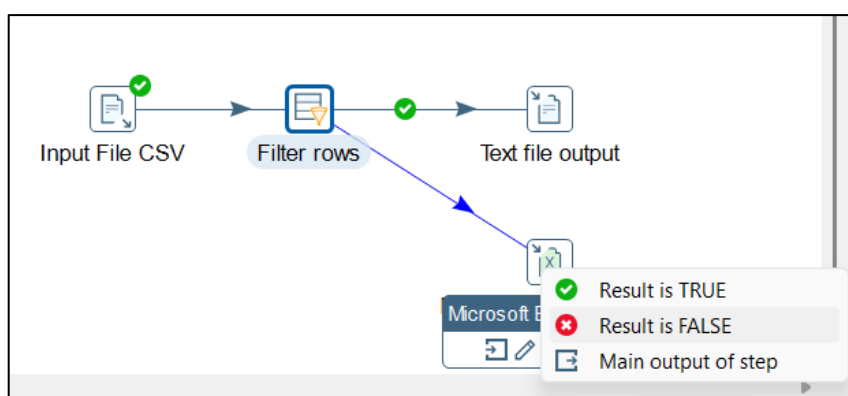 Input File CSV
Filter rows
Text file output
Microsoft
Result is TRUE
Result is FALSE
Main output of step